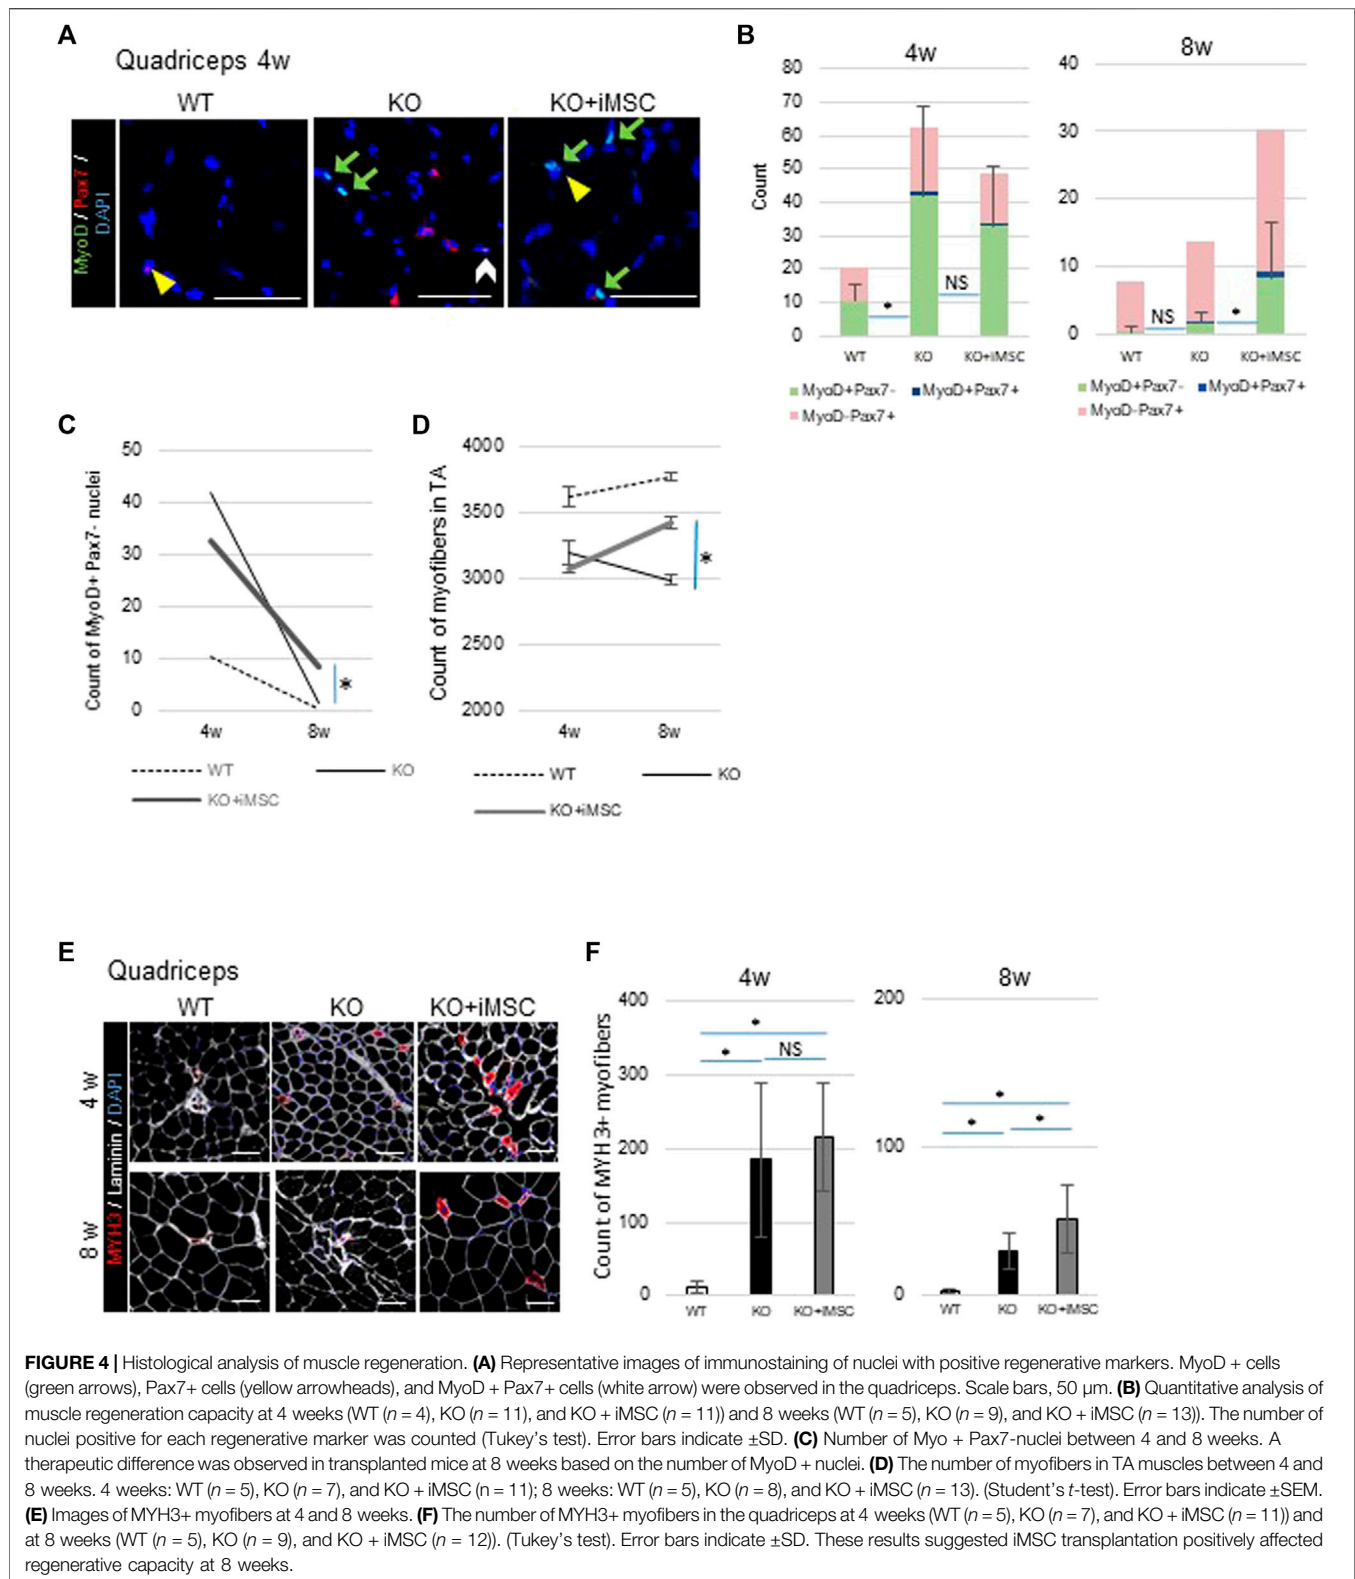 A
Quadriceps 4w
WT
KO
KO+iMSC
MyoD / Pax7 /
DAPI
B
4w
8w
80
70
60
50
40
30
20
10
0
Count
*
NS
WT
KO
KO+iMSC
MyoD+Pax7-
MyoD+Pax7+
MyoD-Pax7+
40
30
20
10
0
NS
*
WT
KO
KO+iMSC
MyoD+Pax7-
MyoD+Pax7+
MyoD-Pax7+
C
50
40
30
20
10
0
Count of MyoD+ Pax7- nuclei
*
4w
8w
WT
KO
KO+iMSC
D
4000
3500
3000
2500
2000
Count of myofibers in TA
*
4w
8w
WT
KO
KO+iMSC
E
Quadriceps
WT
KO
KO+iMSC
4 w
8 w
MYH3 / Laminin / DAPI
F
4w
8w
400
300
200
100
0
Count of MYH3+ myofibers
*
*
NS
WT
KO
KO+iMSC
200
100
0
*
*
*
WT
KO
KO+iMSC
FIGURE 4 | Histological analysis of muscle regeneration. (A) Representative images of immunostaining of nuclei with positive regenerative markers. MyoD + cells
(green arrows), Pax7+ cells (yellow arrowheads), and MyoD + Pax7+ cells (white arrow) were observed in the quadriceps. Scale bars, 50 µm. (B) Quantitative analysis of
muscle regeneration capacity at 4 weeks (WT (n = 4), KO (n = 11), and KO + iMSC (n = 11)) and 8 weeks (WT (n = 5), KO (n = 9), and KO + iMSC (n = 13)). The number of
nuclei positive for each regenerative marker was counted (Tukey's test). Error bars indicate ±SD. (C) Number of Myo + Pax7-nuclei between 4 and 8 weeks. A
therapeutic difference was observed in transplanted mice at 8 weeks based on the number of MyoD + nuclei. (D) The number of myofibers in TA muscles between 4 and
8 weeks. 4 weeks: WT (n = 5), KO (n = 7), and KO + iMSC (n = 11); 8 weeks: WT (n = 5), KO (n = 8), and KO + iMSC (n = 13). (Student's t-test). Error bars indicate ±SEM.
(E) Images of MYH3+ myofibers at 4 and 8 weeks. (F) The number of MYH3+ myofibers in the quadriceps at 4 weeks (WT (n = 5), KO (n = 7), and KO + iMSC (n = 11)) and
at 8 weeks (WT (n = 5), KO (n = 9), and KO + iMSC (n = 12)). (Tukey's test). Error bars indicate ±SD. These results suggested iMSC transplantation positively affected
regenerative capacity at 8 weeks.